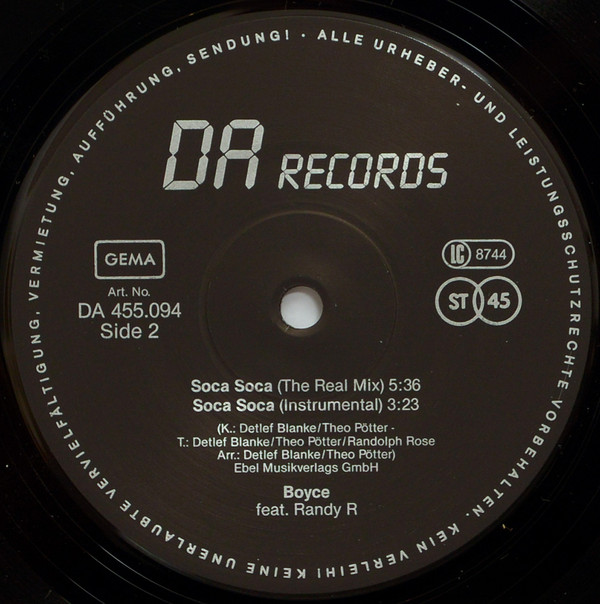 ALLE URHEBER- UND LEISTUNGSSCHUTZRECHTE VORBEHALTEN. KEIN VERLEIH! KEINE UNERLAUBTE VERVIELFÄLTIGUNG, VERMIETUNG, AUFFÜHRUNG, SENDUNG! ·
DA RECORDS
GEMA
LC 8744
Art. No.
DA 455.094
Side 2
ST 45
Soca Soca (The Real Mix) 5:36
Soca Soca (Instrumental) 3:23
(K.: Detlef Blanke/Theo Pötter -
T.: Detlef Blanke/Theo Pötter/Randolph Rose
Arr.: Detlef Blanke/Theo Pötter)
Ebel Musikverlags GmbH
Boyce
feat. Randy R